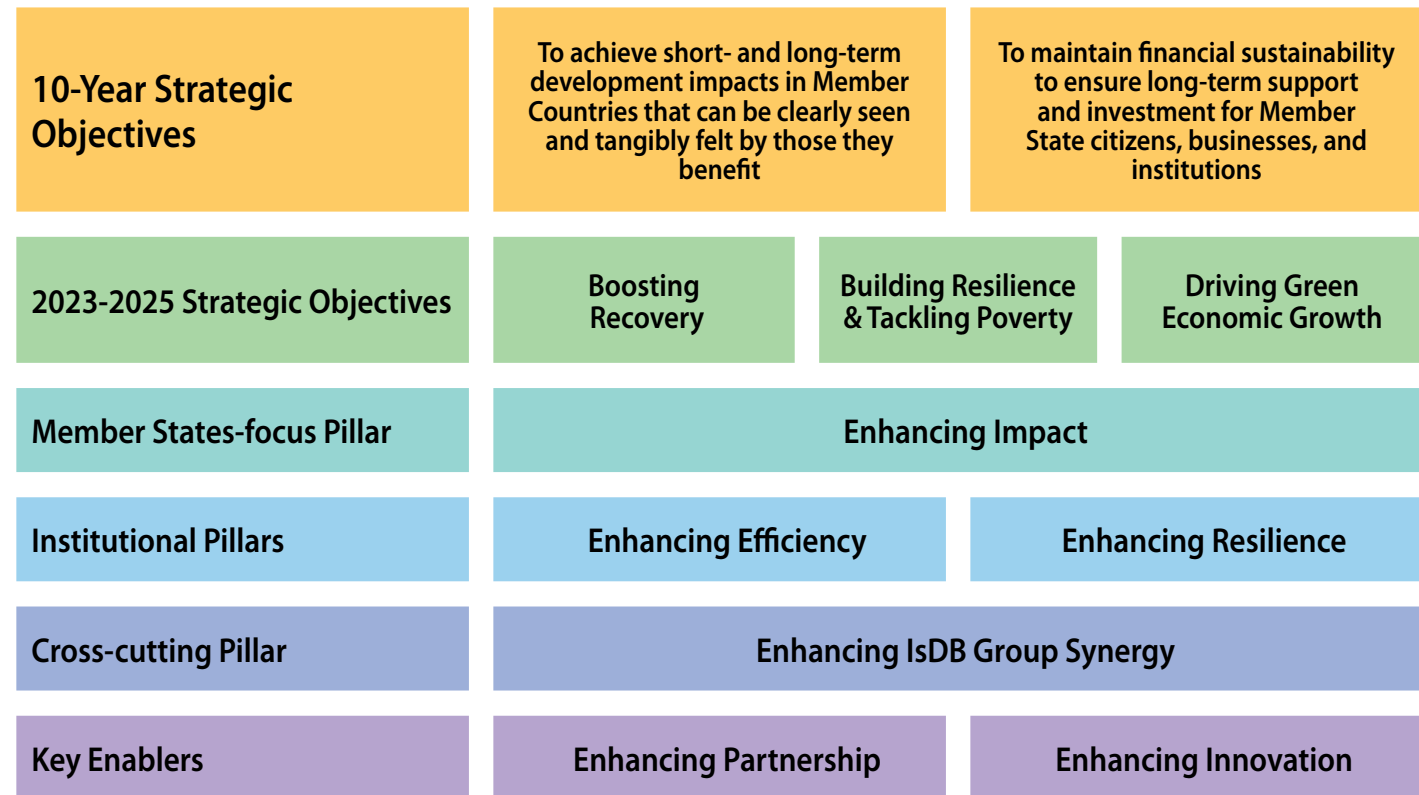 10-Year Strategic
Objectives
To achieve short- and long-term
development impacts in Member
Countries that can be clearly seen
and tangibly felt by those they
benefit
To maintain financial sustainability
to ensure long-term support
and investment for Member
State citizens, businesses, and
institutions
2023-2025 Strategic Objectives
Boosting
Recovery
Building Resilience
& Tackling Poverty
Driving Green
Economic Growth
Member States-focus Pillar
Enhancing Impact
Institutional Pillars
Enhancing Efficiency
Enhancing Resilience
Cross-cutting Pillar
Enhancing IsDB Group Synergy
Key Enablers
Enhancing Partnership
Enhancing Innovation